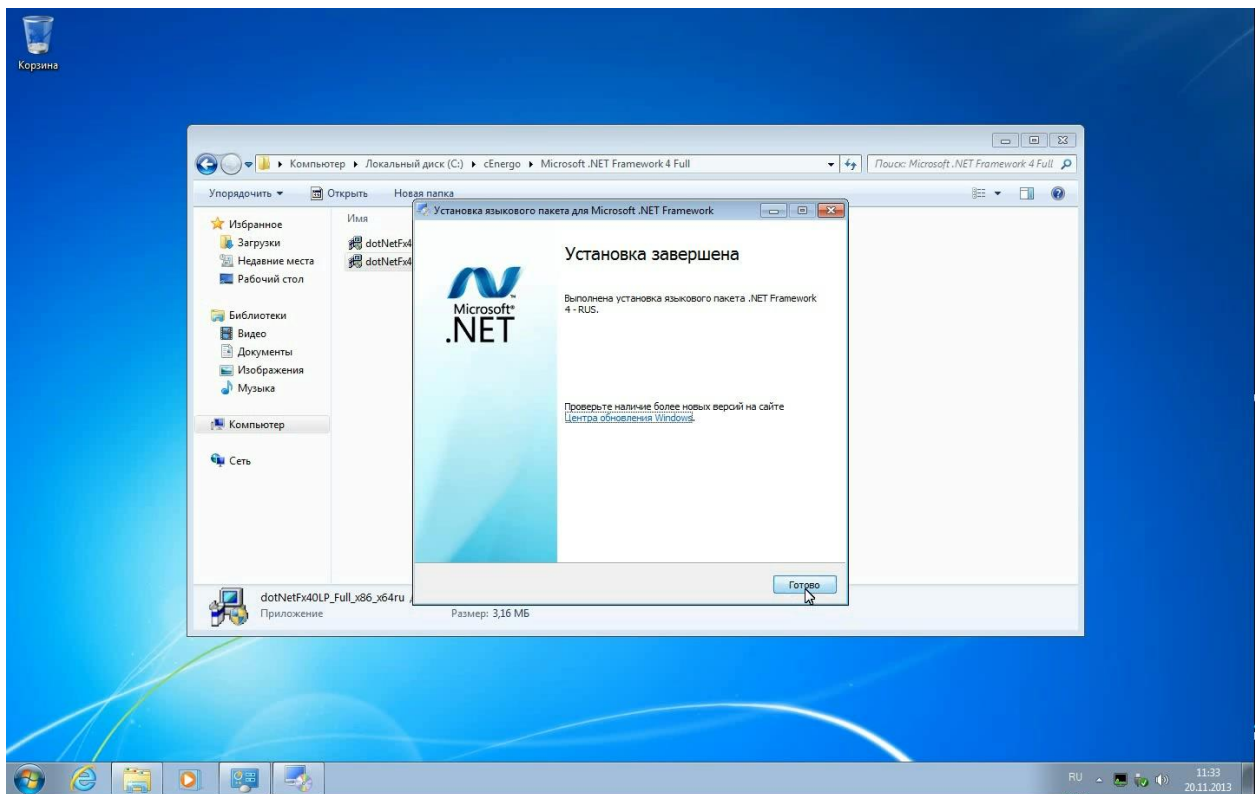 Корзина
Компьютер ▸ Локальный диск (C:) ▸ cEnergo ▸ Microsoft .NET Framework 4 Full
Поиск: Microsoft .NET Framework 4 Full
Упорядочить
Открыть
Новая папка
Избранное
Загрузки
Недавние места
Рабочий стол
Библиотеки
Видео
Документы
Изображения
Музыка
Компьютер
Сеть
Имя
dotNetFx4
dotNetFx4
Установка языкового пакета для Microsoft .NET Framework
Microsoft®
.NET
Установка завершена
Выполнена установка языкового пакета .NET Framework
4 - RUS.
Проверьте наличие более новых версий на сайте
Центра обновления Windows.
Готово
dotNetFx40LP_Full_x86_x64ru
Приложение
Размер: 3,16 МБ
RU
11:33
20.11.2013